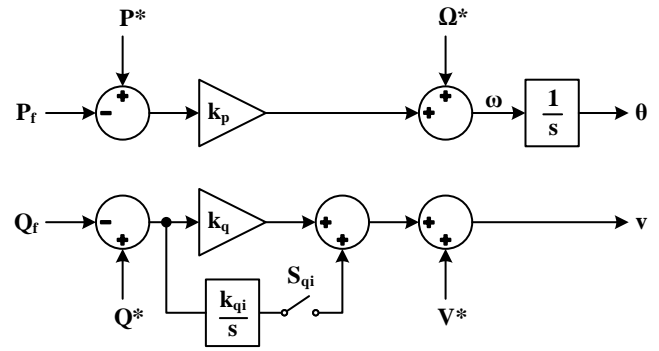 P* Ω*
P_f k_p ω 1/s θ
Q_f k_q v
S_qi
Q* k_qi/s V*